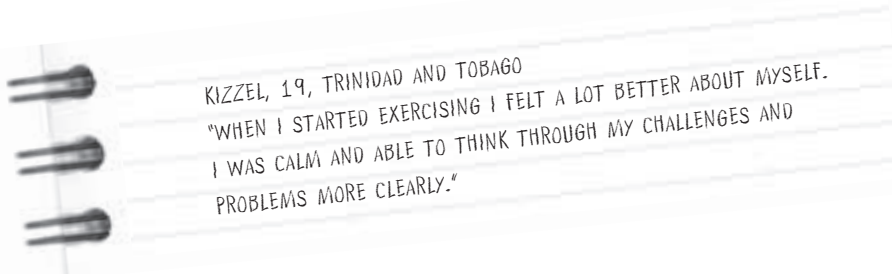 KIZZEL, 19, TRINIDAD AND TOBAGO
"WHEN I STARTED EXERCISING I FELT A LOT BETTER ABOUT MYSELF.
I WAS CALM AND ABLE TO THINK THROUGH MY CHALLENGES AND
PROBLEMS MORE CLEARLY."